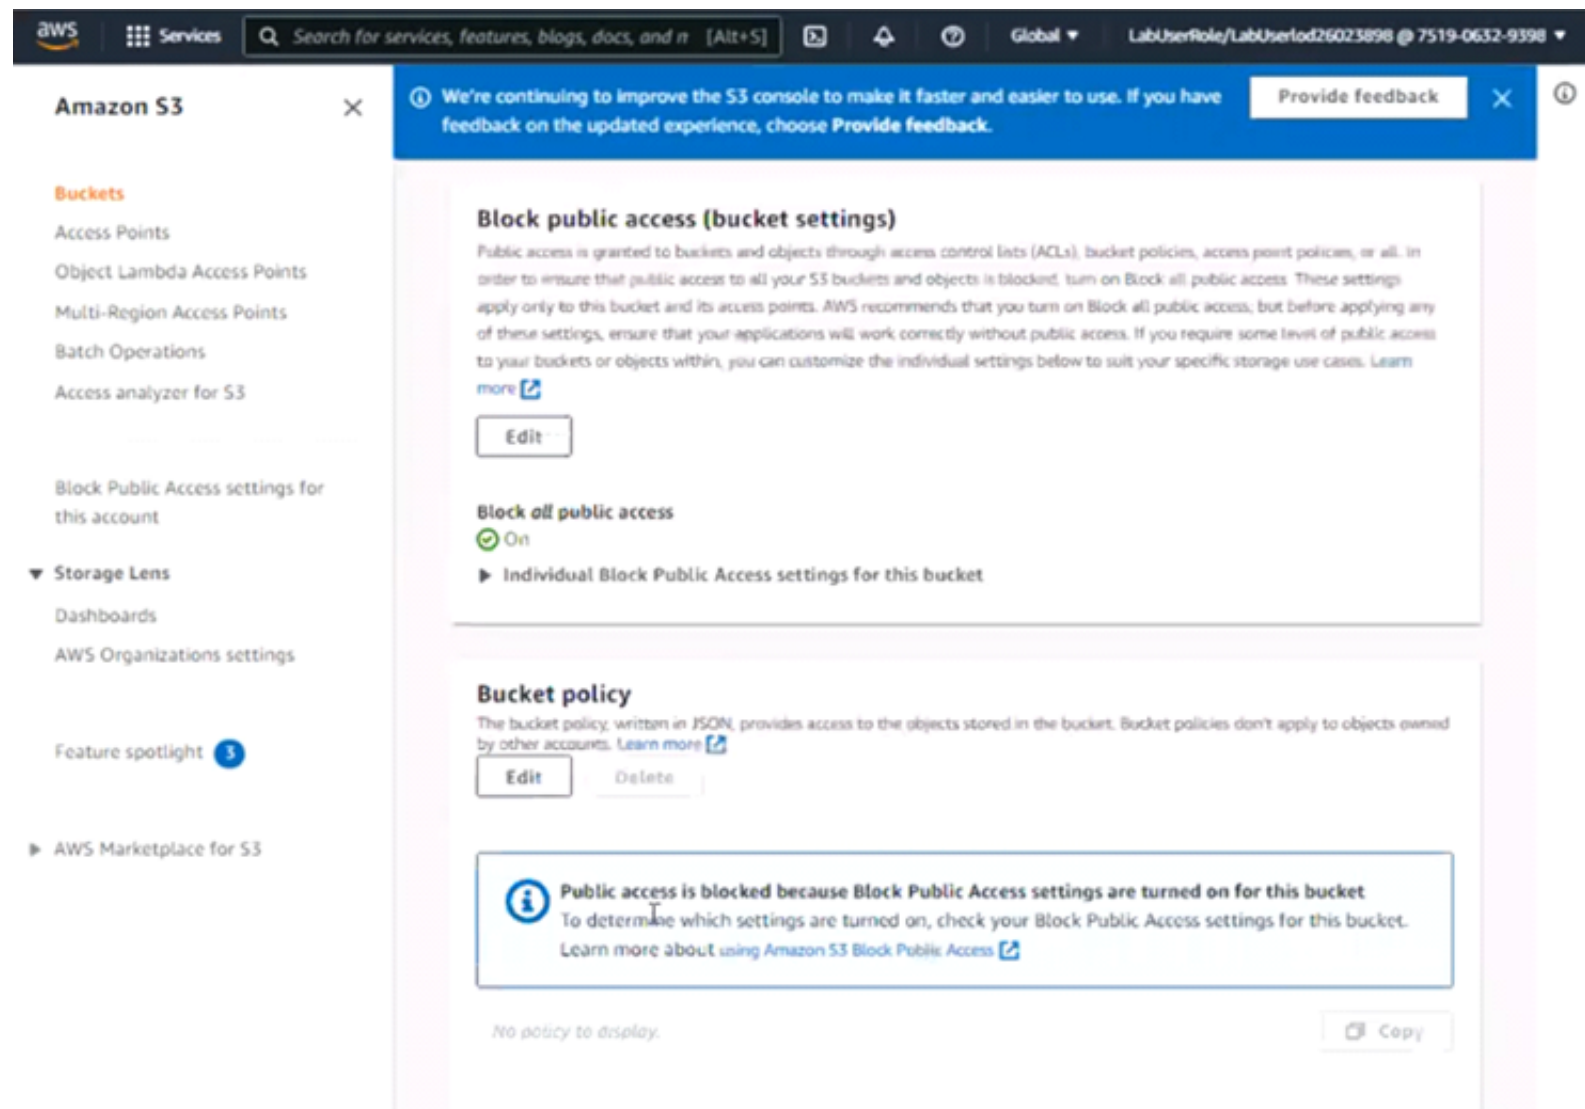 aws
Services
Search for services, features, blogs, docs, and m [Alt+S]
Global
LabUserRole/LabUserlod26023898 @ 7519-0632-9398
Amazon S3
Buckets
Access Points
Object Lambda Access Points
Multi-Region Access Points
Batch Operations
Access analyzer for S3
Block Public Access settings for
this account
Storage Lens
Dashboards
AWS Organizations settings
Feature spotlight 3
AWS Marketplace for S3
We're continuing to improve the S3 console to make it faster and easier to use. If you have
feedback on the updated experience, choose Provide feedback.
Provide feedback
Block public access (bucket settings)
Public access is granted to buckets and objects through access control lists (ACLs), bucket policies, access point policies, or all. In
order to ensure that public access to all your S3 buckets and objects is blocked, turn on Block all public access. These settings
apply only to this bucket and its access points. AWS recommends that you turn on Block all public access, but before applying any
of these settings, ensure that your applications will work correctly without public access. If you require some level of public access
to your buckets or objects within, you can customize the individual settings below to suit your specific storage use cases. Learn
more
Edit
Block all public access
On
Individual Block Public Access settings for this bucket
Bucket policy
The bucket policy, written in JSON, provides access to the objects stored in the bucket. Bucket policies don't apply to objects owned
by other accounts. Learn more
Edit
Delete
Public access is blocked because Block Public Access settings are turned on for this bucket
To determine which settings are turned on, check your Block Public Access settings for this bucket.
Learn more about using Amazon S3 Block Public Access
No policy to display.
Copy